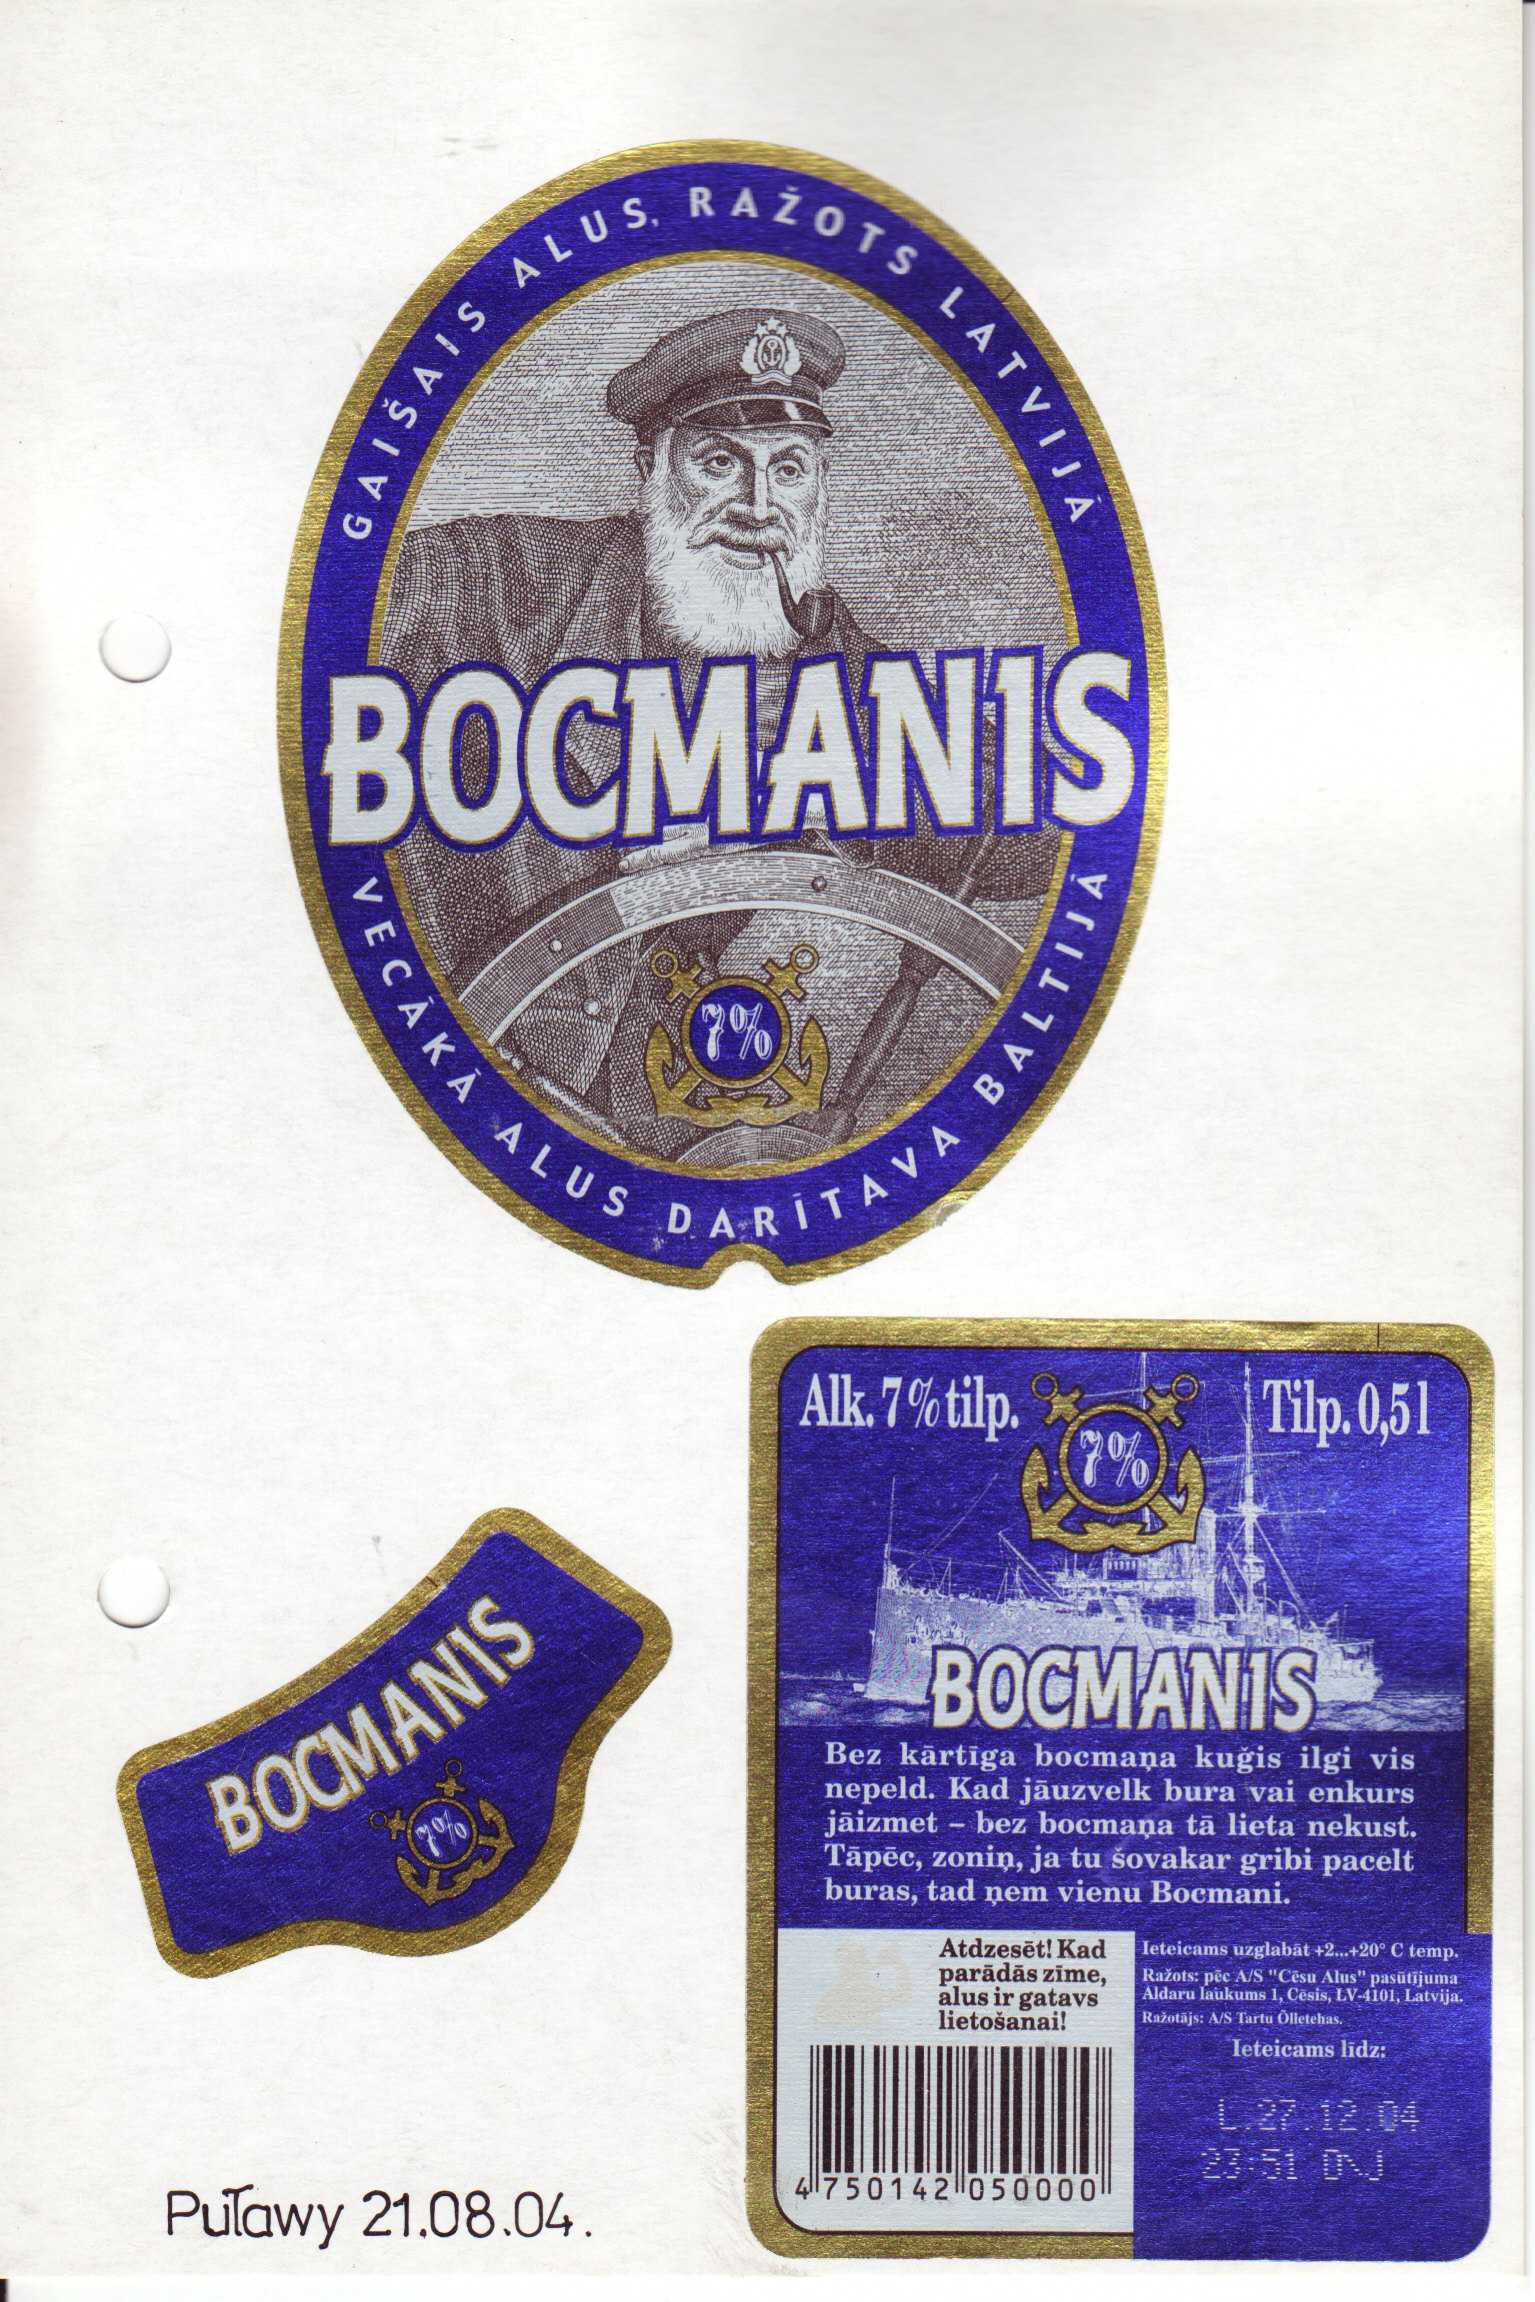 GAIŠAIS ALUS, RAŽOTS LATVIJĀ
BOCMANIS
7%
VECĀKĀ ALUS DARĪTAVA BALTIJĀ
BOCMANIS
7%
Alk. 7% tilp.
7%
Tilp. 0,5 l
BOCMANIS
Bez kārtīga bocmaņa kuģis ilgi vis
nepeld. Kad jāuzvelk bura vai enkurs
jāizmet – bez bocmaņa tā lieta nekust.
Tāpēc, zoniņ, ja tu šovakar gribi pacelt
buras, tad ņem vienu Bocmani.
Atdzesēt! Kad
parādās zīme,
alus ir gatavs
lietošanai!
4 750142 050000
Ieteicams uzglabāt +2...+20° C temp.
Ražots: pēc A/S "Cēsu Alus" pasūtījuma
Aldaru laukums 1, Cēsis, LV-4101, Latvija.
Ražotājs: A/S Tartu Õlletehas.
Ieteicams līdz:
L.27.12.04
23:51
Puławy 21.08.04.